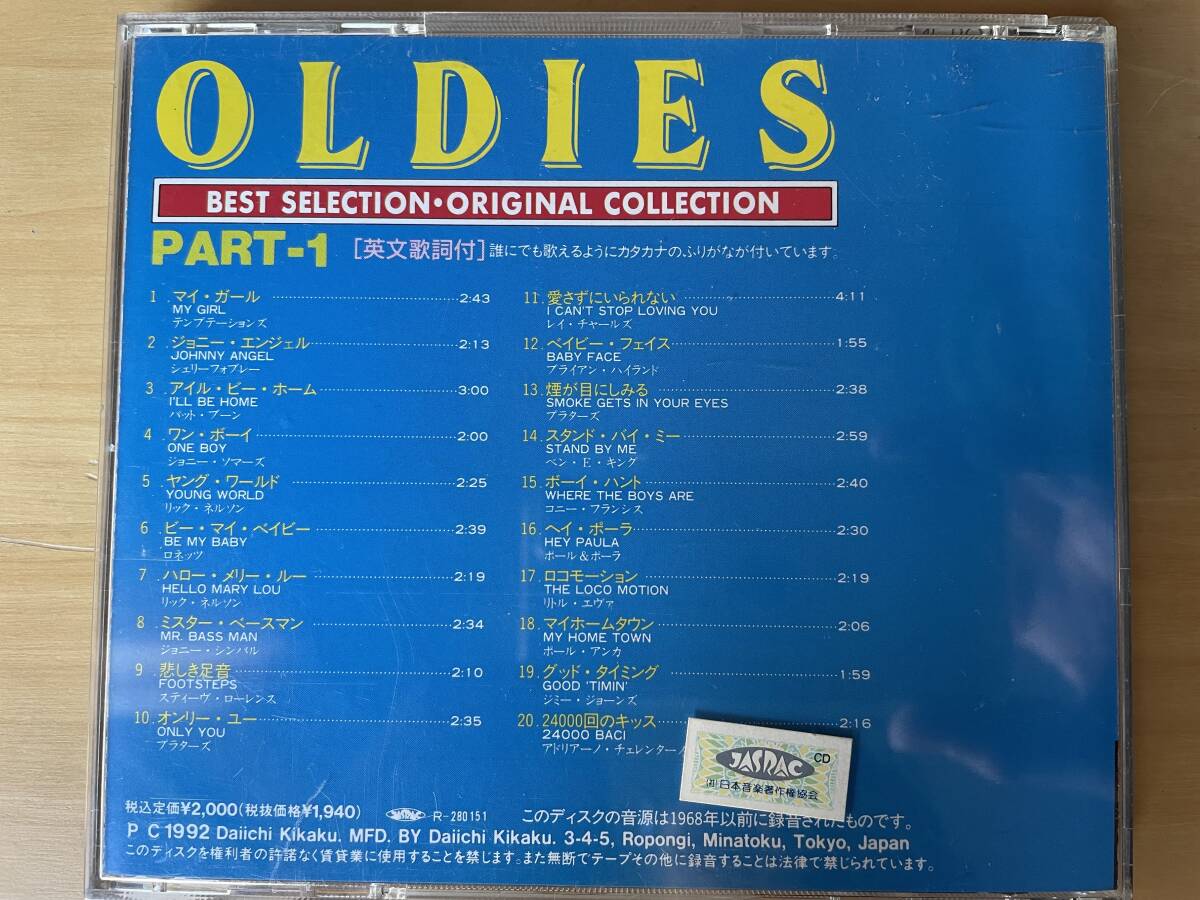 OLDIES
BEST SELECTION・ORIGINAL COLLECTION
PART-1 [英文歌詞付] 誰にでも歌えるようにカタカナのふりがなが付いています。
1. マイ・ガール 2:43
MY GIRL
テンプテーションズ
2. ジョニー・エンジェル 2:13
JOHNNY ANGEL
シェリーフォブレー
3. アイル・ビー・ホーム 3:00
I'LL BE HOME
パット・ブーン
4. ワン・ボーイ 2:00
ONE BOY
ジョニー・ソマーズ
5. ヤング・ワールド 2:25
YOUNG WORLD
リック・ネルソン
6. ビー・マイ・ベイビー 2:39
BE MY BABY
ロネッツ
7. ハロー・メリー・ルー 2:19
HELLO MARY LOU
リック・ネルソン
8. ミスター・ベースマン 2:34
MR. BASS MAN
ジョニー・シンバル
9. 悲しき足音 2:10
FOOTSTEPS
スティーヴ・ローレンス
10. オンリー・ユー 2:35
ONLY YOU
プラターズ
11. 愛さずにいられない 4:11
I CAN'T STOP LOVING YOU
レイ・チャールズ
12. ベイビー・フェイス 1:55
BABY FACE
ブライアン・ハイランド
13. 煙が目にしみる 2:38
SMOKE GETS IN YOUR EYES
プラターズ
14. スタンド・バイ・ミー 2:59
STAND BY ME
ベン・E・キング
15. ボーイ・ハント 2:40
WHERE THE BOYS ARE
コニー・フランシス
16. ヘイ・ポーラ 2:30
HEY PAULA
ポール&ポーラ
17. ロコモーション 2:19
THE LOCO MOTION
リトル・エヴァ
18. マイホームタウン 2:06
MY HOME TOWN
ポール・アンカ
19. グッド・タイミング 1:59
GOOD 'TIMIN'
ジミー・ジョーンズ
20. 24000回のキッス 2:16
24000 BACI
アドリアーノ・チェレンターノ
JASRAC CD
(社)日本音楽著作権協会
税込定価¥2,000(税抜価格¥1,940) JASRAC R-280151 このディスクの音源は1968年以前に録音されたものです。
P C 1992 Daiichi Kikaku. MFD. BY Daiichi Kikaku. 3-4-5, Ropongi, Minatoku, Tokyo, Japan
このディスクを権利者の許諾なく賃貸業に使用することを禁じます。また無断でテープその他に録音することは法律で禁じられています。